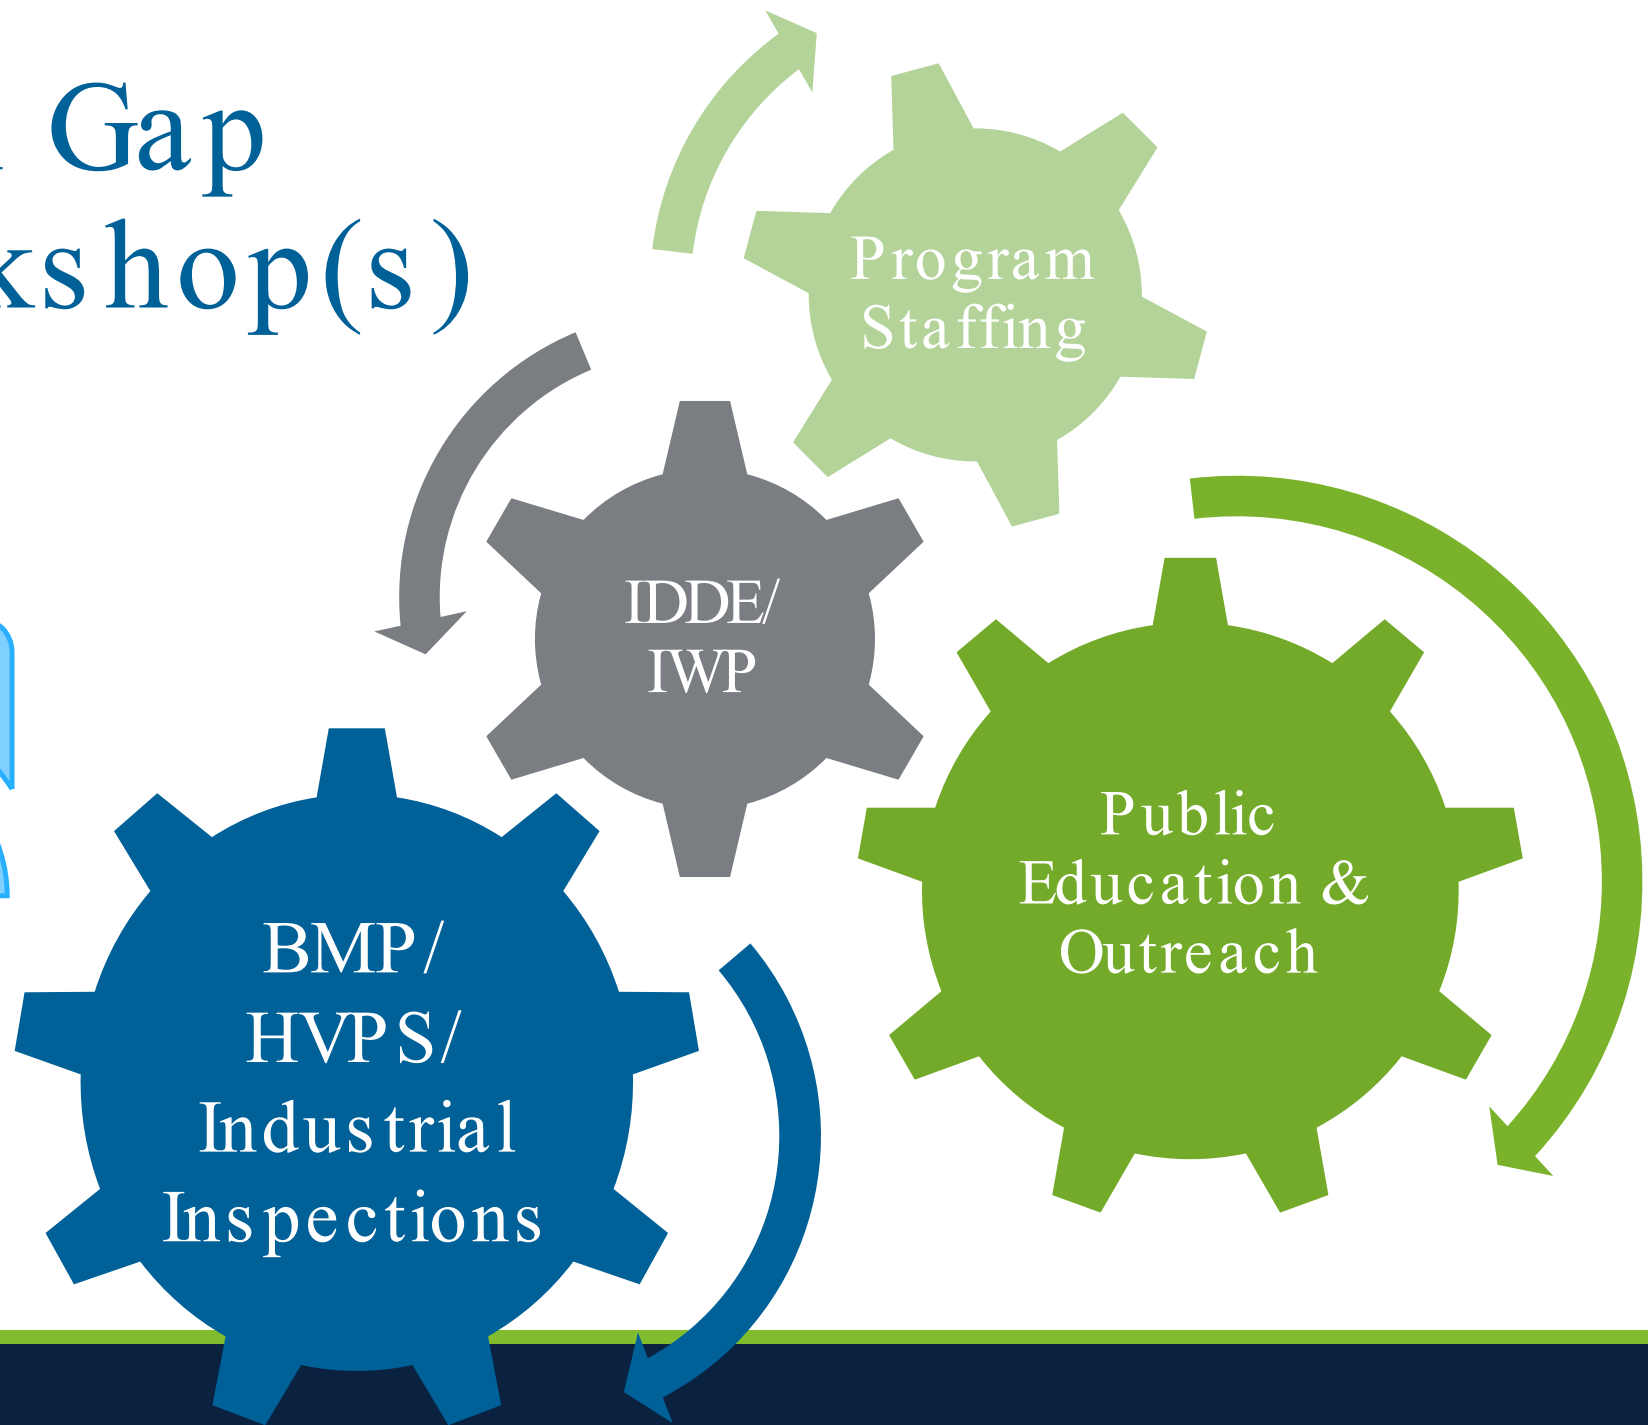 Gap
kshop(s)
Program
Staffing
IDDE/
IWP
Public
Education &
Outreach
BMP/
HVPS/
Industrial
Inspections